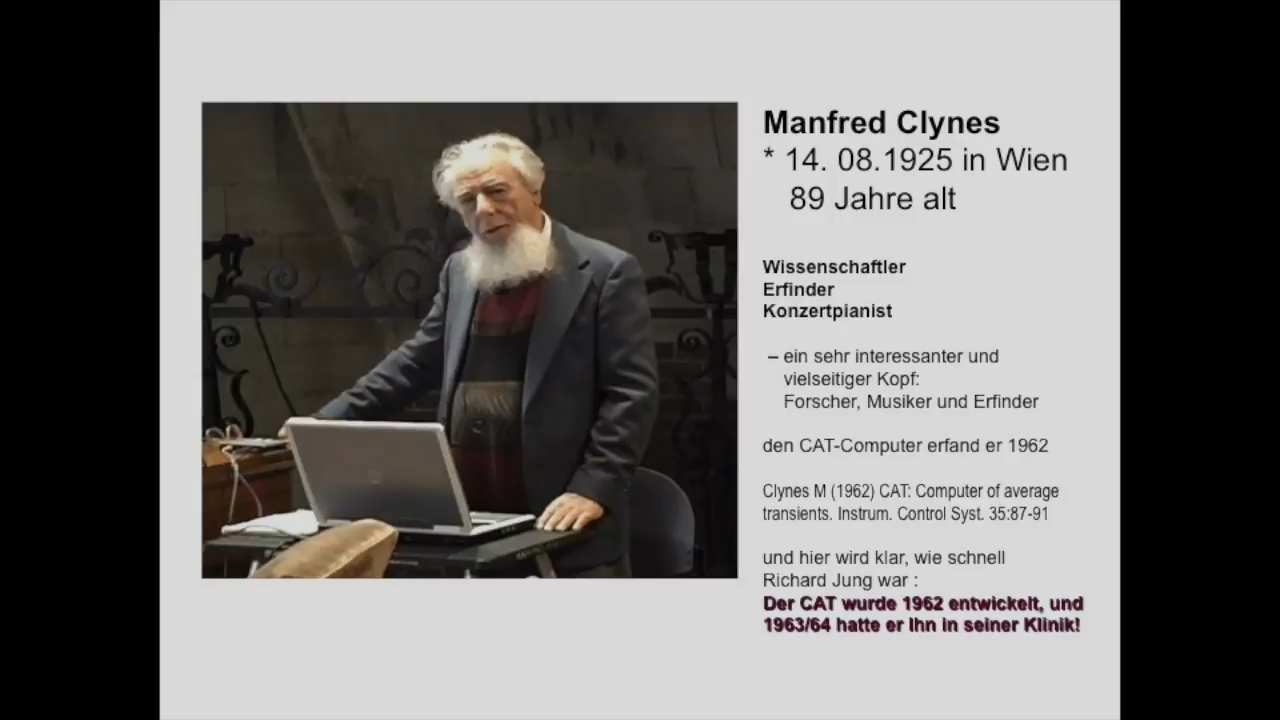 Manfred Clynes
* 14. 08.1925 in Wien
89 Jahre alt
Wissenschaftler
Erfinder
Konzertpianist
– ein sehr interessanter und
vielseitiger Kopf:
Forscher, Musiker und Erfinder
den CAT-Computer erfand er 1962
Clynes M (1962) CAT: Computer of average
transients. Instrum. Control Syst. 35:87-91
und hier wird klar, wie schnell
Richard Jung war :
Der CAT wurde 1962 entwickelt, und
1963/64 hatte er Ihn in seiner Klinik!